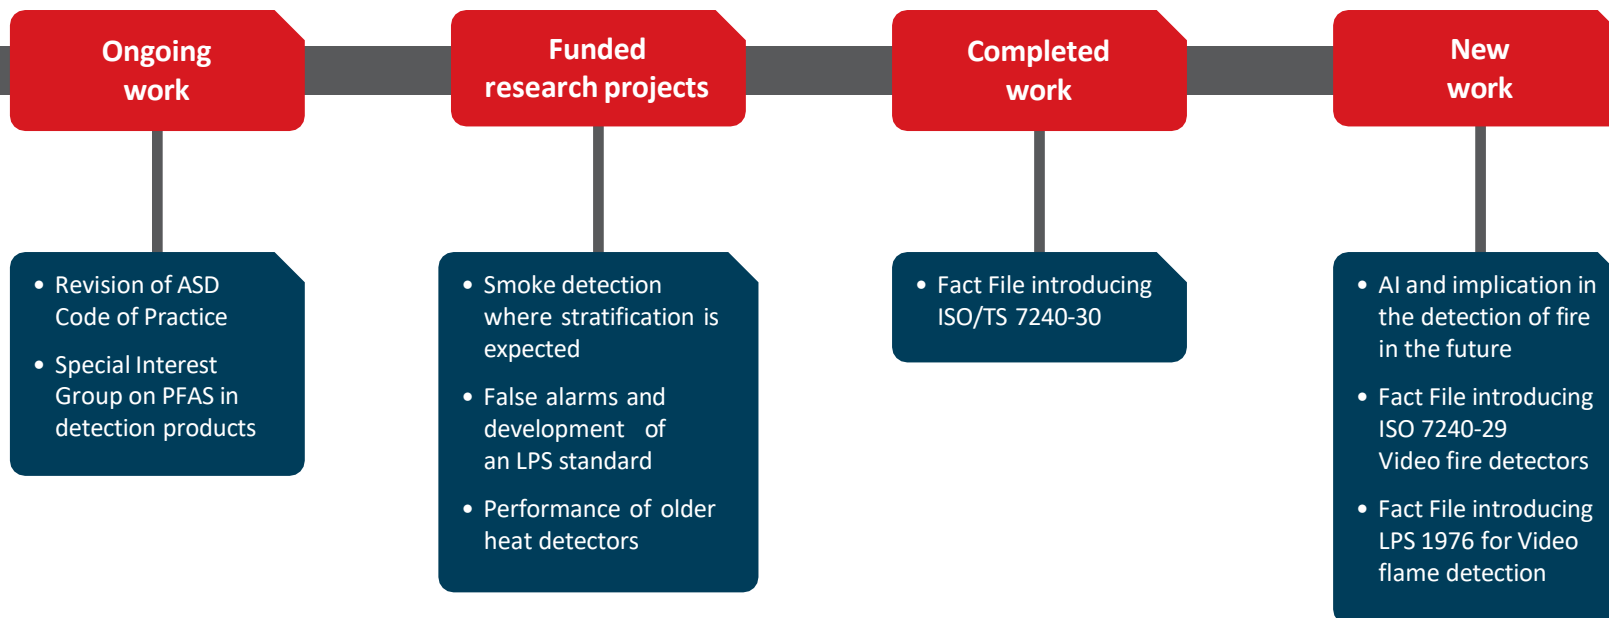 Ongoing
work
Funded
research projects
Completed
work
New
work
• Revision of ASD
Code of Practice
• Special Interest
Group on PFAS in
detection products
• Smoke detection
where stratification is
expected
• False alarms and
development of
an LPS standard
• Performance of older
heat detectors
• Fact File introducing
ISO/TS 7240-30
• AI and implication in
the detection of fire
in the future
• Fact File introducing
ISO 7240-29
Video fire detectors
• Fact File introducing
LPS 1976 for Video
flame detection